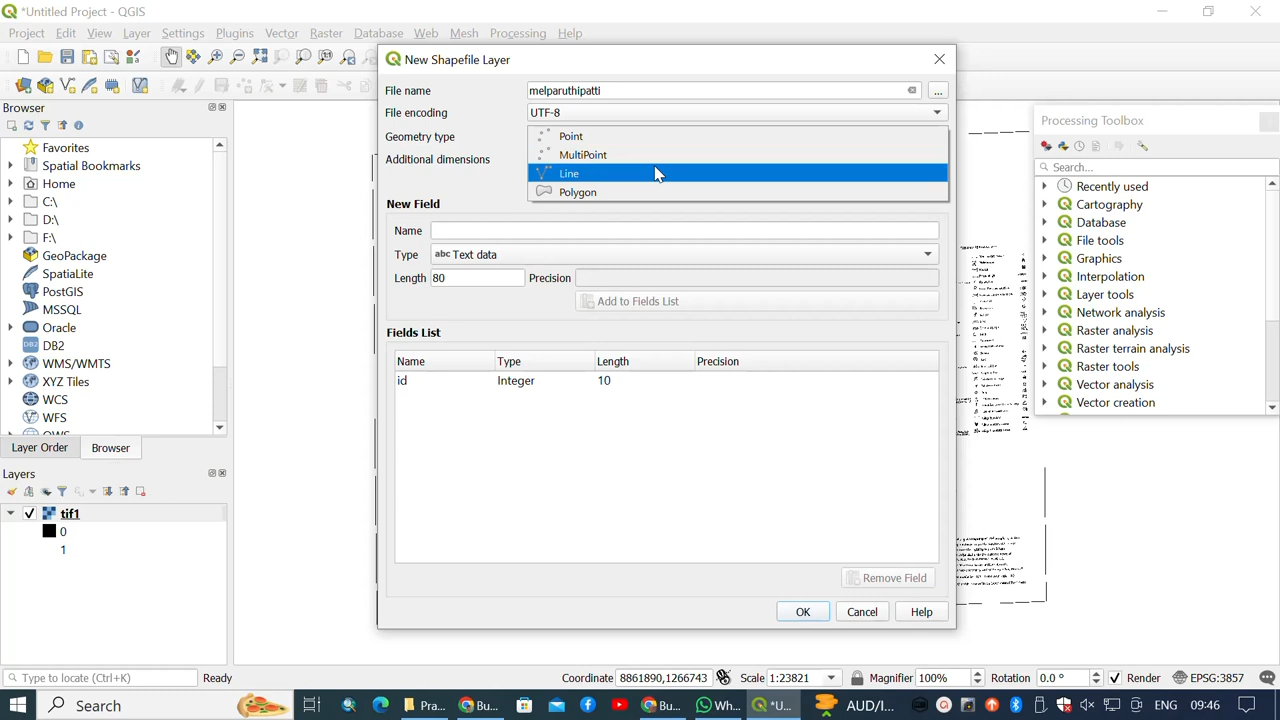 *Untitled Project - QGIS
Project Edit View Layer Settings Plugins Vector Raster Database Web Mesh Processing Help
New Shapefile Layer
File name melparuthipatti ...
File encoding UTF-8
Geometry type
Point
MultiPoint
Line
Polygon
Additional dimensions
New Field
Name
Type abc Text data
Length 80 Precision
Add to Fields List
Fields List
Name Type Length Precision
id Integer 10
Remove Field
OK Cancel Help
Browser
Favorites
Spatial Bookmarks
Home
C:\
D:\
F:\
GeoPackage
SpatiaLite
PostGIS
MSSQL
Oracle
DB2
WMS/WMTS
XYZ Tiles
WCS
WFS
Layer Order Browser
Layers
tif1
0
1
Processing Toolbox
Search...
Recently used
Cartography
Database
File tools
Graphics
Interpolation
Layer tools
Network analysis
Raster analysis
Raster terrain analysis
Raster tools
Vector analysis
Vector creation
Type to locate (Ctrl+K) Ready Coordinate 8861890,1266743 Scale 1:23821 Magnifier 100% Rotation 0.0 ° Render EPSG:3857
Search Pra... Bu... Bu... Wh... *U... AUD/I... ENG 09:46